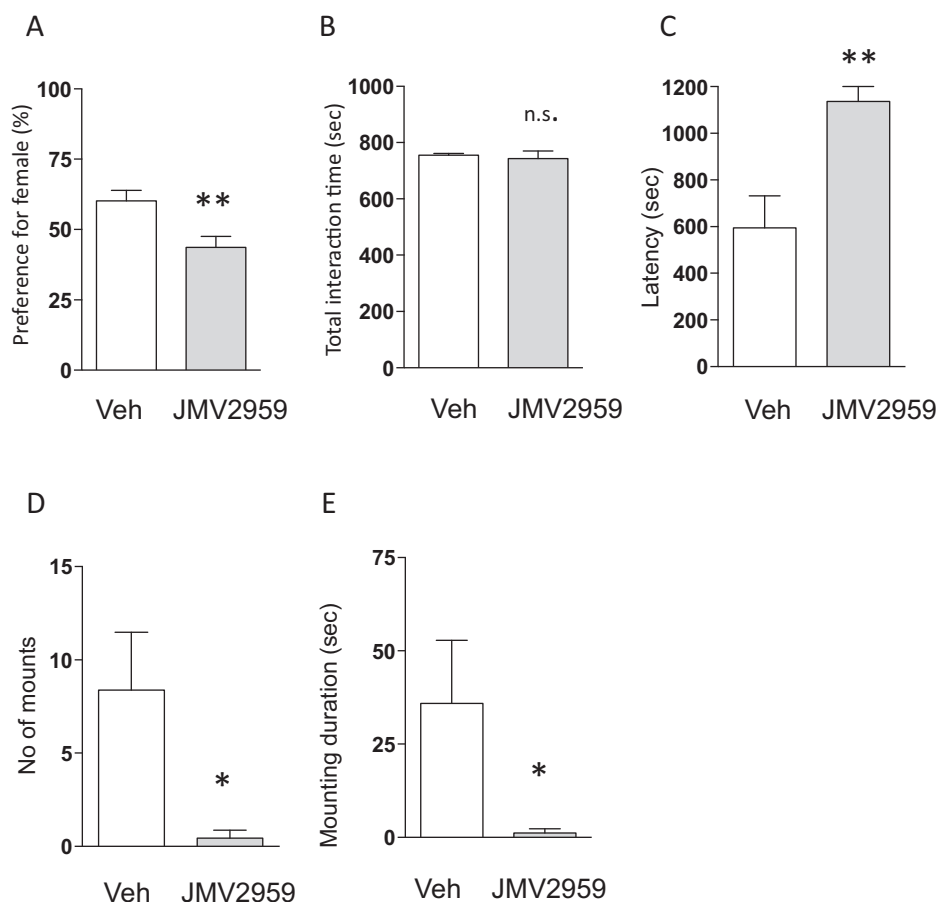 A
Preference for female (%)
100
75
50
25
0
**
Veh JMV2959
B
Total interaction time (sec)
1000
800
600
400
200
0
n.s.
Veh JMV2959
C
Latency (sec)
1200
1000
800
600
400
200
0
**
Veh JMV2959
D
No of mounts
15
10
5
0
*
Veh JMV2959
E
Mounting duration (sec)
75
50
25
0
*
Veh JMV2959